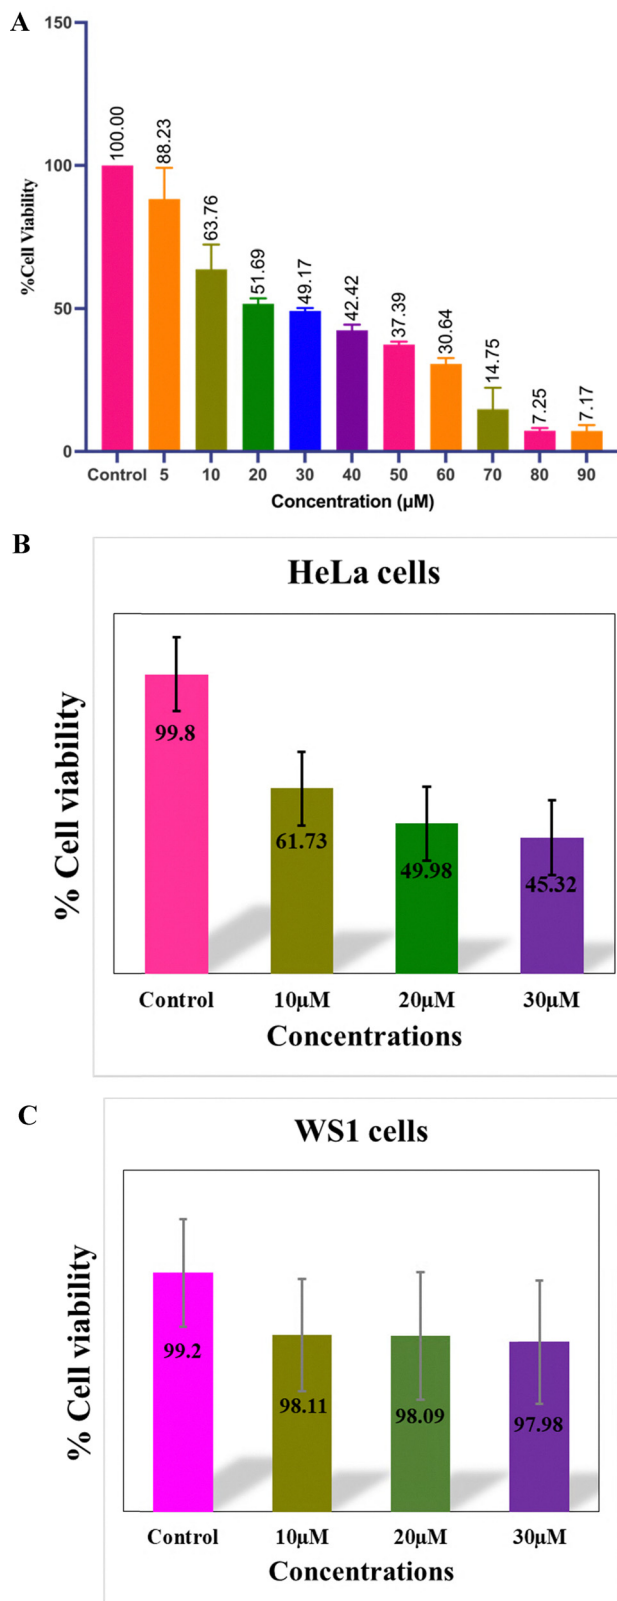 A
150
100
50
0
%Cell Viability
100.00
88.23
63.76
51.69
49.17
42.42
37.39
30.64
14.75
7.25
7.17
Control 5 10 20 30 40 50 60 70 80 90
Concentration (µM)
B
HeLa cells
% Cell viability
99.8
61.73
49.98
45.32
Control 10µM 20µM 30µM
Concentrations
C
WS1 cells
% Cell viability
99.2
98.11
98.09
97.98
Control 10µM 20µM 30µM
Concentrations